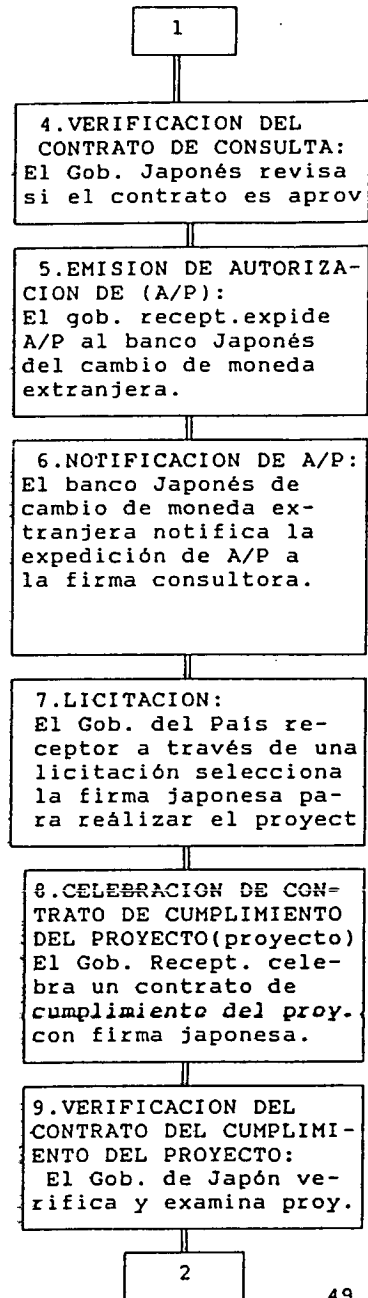 1
4.VERIFICACION DEL
CONTRATO DE CONSULTA:
El Gob. Japonés revisa
si el contrato es aprov
5.EMISION DE AUTORIZA-
CION DE (A/P):
El gob. recept.expide
A/P al banco Japonés
del cambio de moneda
extranjera.
6.NOTIFICACION DE A/P:
El banco Japonés de
cambio de moneda ex-
tranjera notifica la
expedición de A/P a
la firma consultora.
7.LICITACION:
El Gob. del País re-
ceptor a través de una
licitación selecciona
la firma japonesa pa-
ra reálizar el proyect
8.CELEBRACION DE CON=
TRATO DE CUMPLIMIENTO
DEL PROYECTO(proyecto)
El Gob. Recept. cele-
bra un contrato de
cumplimiento del proy.
con firma japonesa.
9.VERIFICACION DEL
CONTRATO DEL CUMPLIMI-
ENTO DEL PROYECTO:
El Gob. de Japón ve-
rifica y examina proy.
2
49